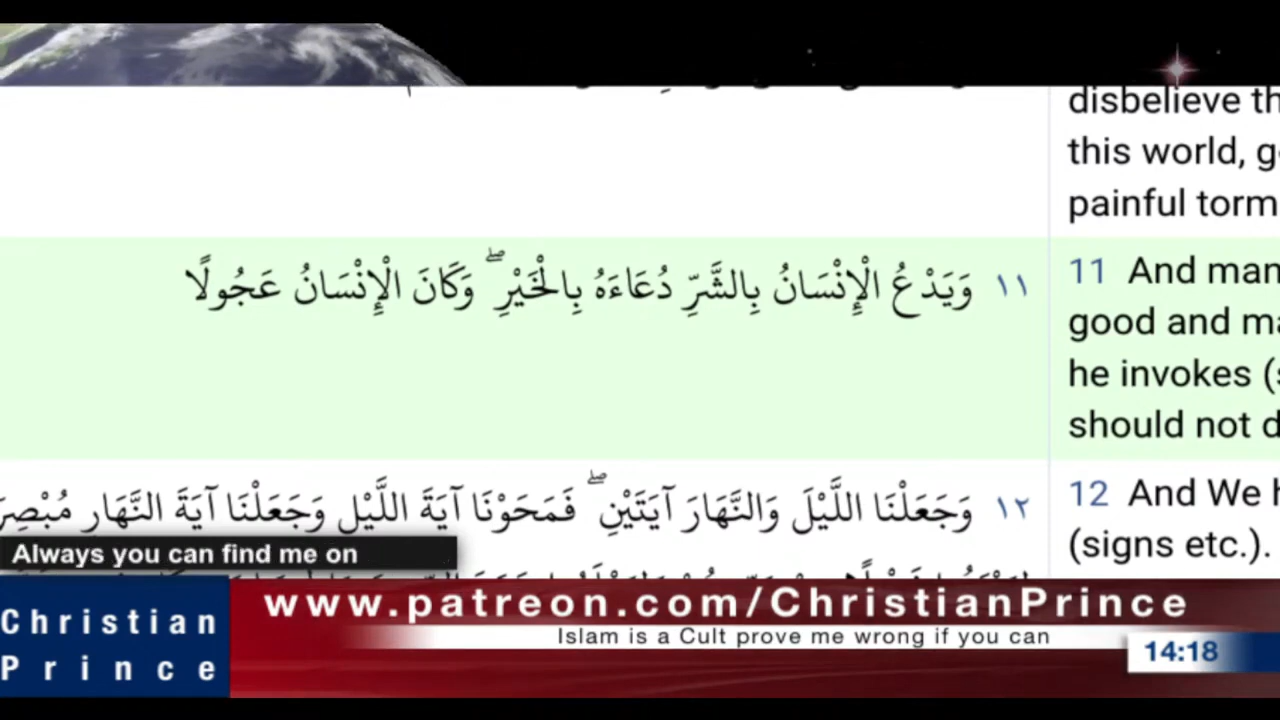 disbelieve th
this world, g
painful torm
١١ وَيَدْعُ الْإِنْسَانُ بِالشَّرِّ دُعَاءَهُ بِالْخَيْرِ ۖ وَكَانَ الْإِنْسَانُ عَجُولًا
11 And man
good and ma
he invokes (s
should not d
١٢ وَجَعَلْنَا اللَّيْلَ وَالنَّهَارَ آيَتَيْنِ ۖ فَمَحَوْنَا آيَةَ اللَّيْلِ وَجَعَلْنَا آيَةَ النَّهَارِ مُبْصِرَ
12 And We h
(signs etc.).
Always you can find me on
www.patreon.com/ChristianPrince
Islam is a Cult prove me wrong if you can
Christian
Prince
14:18